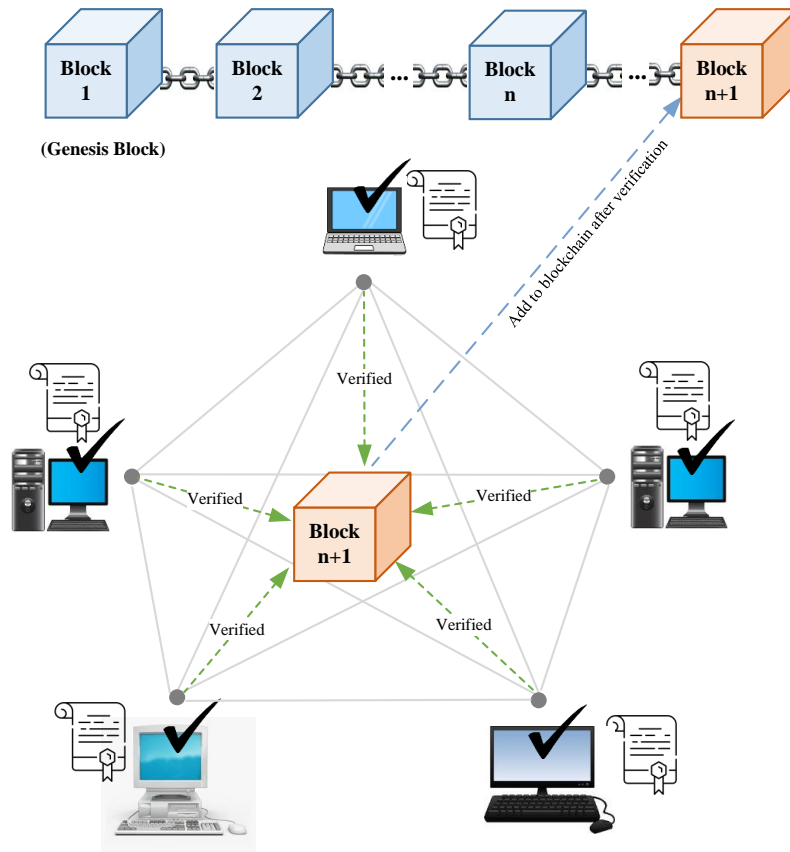 Block
1
Block
2
...
Block
n
...
Block
n+1
(Genesis Block)
Add to blockchain after verification
Verified
Verified
Verified
Block
n+1
Verified
Verified